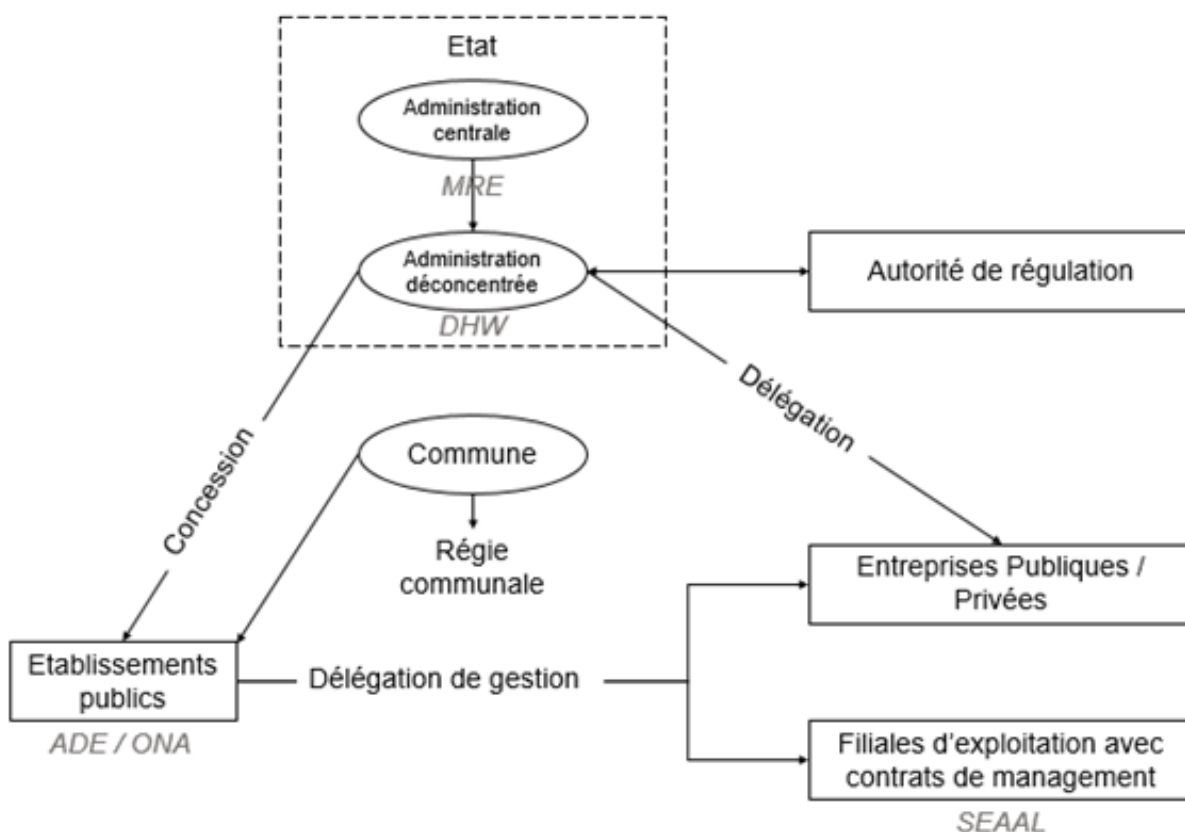 Etat
Administration
centrale
MRE
Administration
déconcentrée
DHW
Autorité de régulation
Concession
Délégation
Commune
Régie
communale
Entreprises Publiques /
Privées
Etablissements
publics
ADE / ONA
Délégation de gestion
Filiales d'exploitation avec
contrats de management
SEAAL